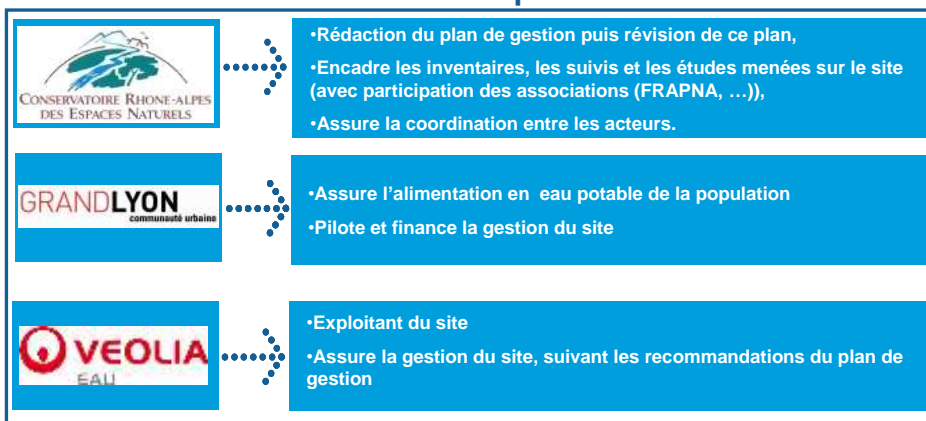 •Rédaction du plan de gestion puis révision de ce plan,
•Encadre les inventaires, les suivis et les études menées sur le site
(avec participation des associations (FRAPNA, …)),
•Assure la coordination entre les acteurs.
CONSERVATOIRE RHONE-ALPES
DES ESPACES NATURELS
GRANDLYON
communauté urbaine
•Assure l’alimentation en eau potable de la population
•Pilote et finance la gestion du site
VEOLIA
EAU
•Exploitant du site
•Assure la gestion du site, suivant les recommandations du plan de
gestion